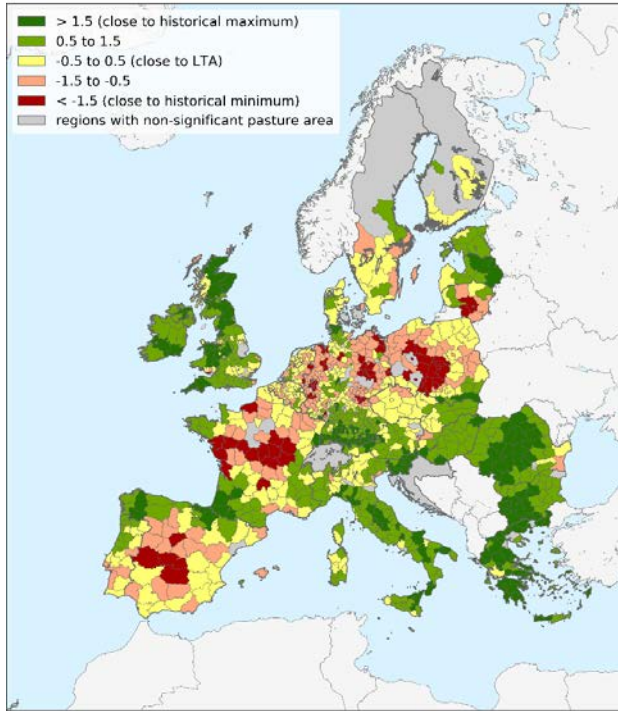 > 1.5 (close to historical maximum)
0.5 to 1.5
-0.5 to 0.5 (close to LTA)
-1.5 to -0.5
< -1.5 (close to historical minimum)
regions with non-significant pasture area